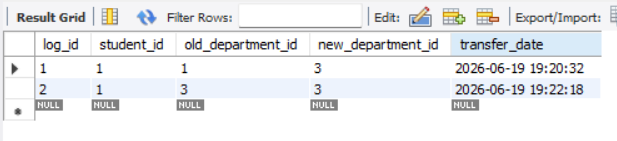 Result Grid Filter Rows: Edit: Export/Import:
log_id student_id old_department_id new_department_id transfer_date
1 1 1 3 2026-06-19 19:20:32
2 1 3 3 2026-06-19 19:22:18
NULL NULL NULL NULL NULL